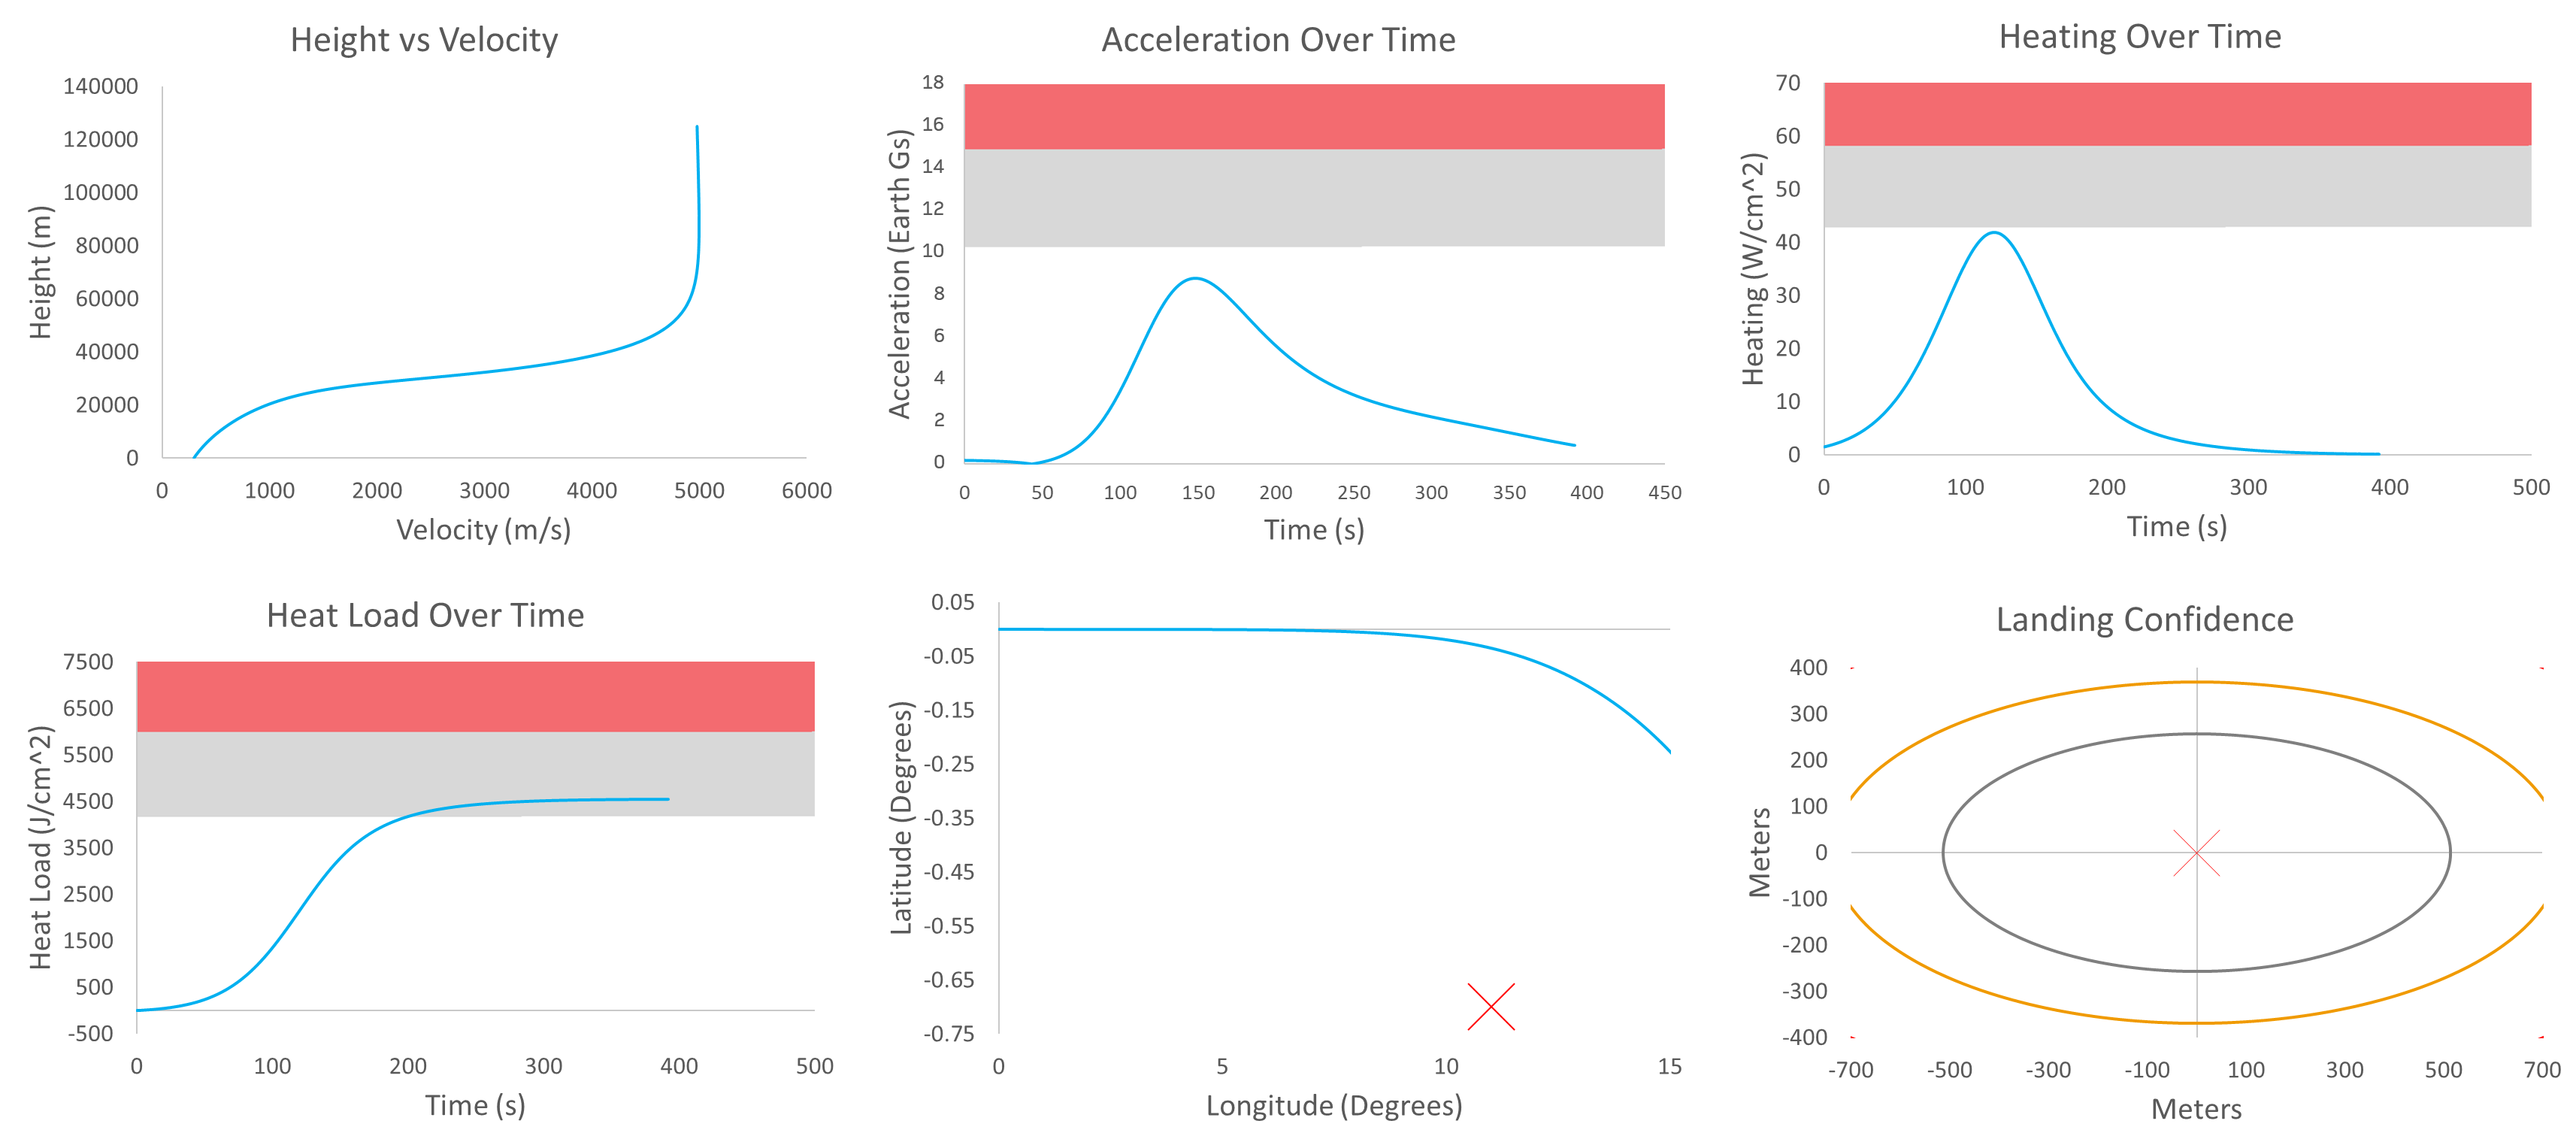 Height vs Velocity
Height (m)
140000
120000
100000
80000
60000
40000
20000
0
0 1000 2000 3000 4000 5000 6000
Velocity (m/s)
Acceleration Over Time
Acceleration (Earth Gs)
18
16
14
12
10
8
6
4
2
0
0 50 100 150 200 250 300 350 400 450
Time (s)
Heating Over Time
Heating (W/cm^2)
70
60
50
40
30
20
10
0
0 100 200 300 400 500
Time (s)
Heat Load Over Time
Heat Load (J/cm^2)
7500
6500
5500
4500
3500
2500
1500
500
-500
0 100 200 300 400 500
Time (s)
Latitude (Degrees)
0.05
-0.05
-0.15
-0.25
-0.35
-0.45
-0.55
-0.65
-0.75
0 5 10 15
Longitude (Degrees)
Landing Confidence
Meters
400
300
200
100
0
-100
-200
-300
-400
-700 -500 -300 -100 100 300 500 700
Meters